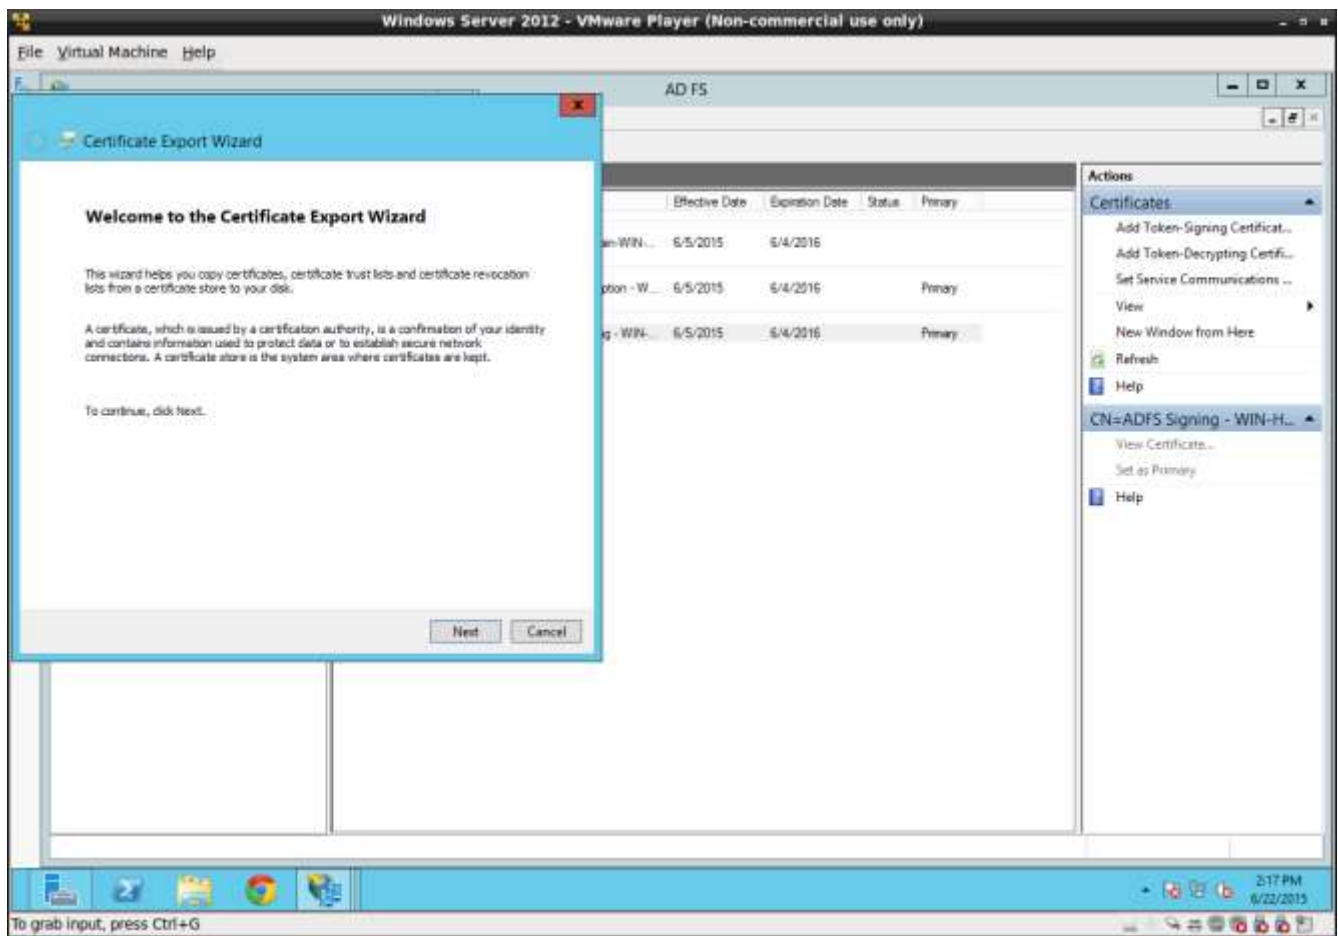 Windows Server 2012 - VMware Player (Non-commercial use only)
File Virtual Machine Help
AD FS
Certificate Export Wizard
Welcome to the Certificate Export Wizard
This wizard helps you copy certificates, certificate trust lists and certificate revocation
lists from a certificate store to your disk.
A certificate, which is issued by a certification authority, is a confirmation of your identity
and contains information used to protect data or to establish secure network
connections. A certificate store is the system area where certificates are kept.
To continue, click Next.
Next Cancel
Effective Date Expiration Date Status Primary
6/5/2015 6/4/2016
ption - W... 6/5/2015 6/4/2016 Primary
g - WIN-... 6/5/2015 6/4/2016 Primary
Actions
Certificates
Add Token-Signing Certificat...
Add Token-Decrypting Certifi...
Set Service Communications ...
View
New Window from Here
Refresh
Help
CN=ADFS Signing - WIN-H...
View Certificate...
Set as Primary
Help
2:17 PM
6/22/2015
To grab input, press Ctrl+G